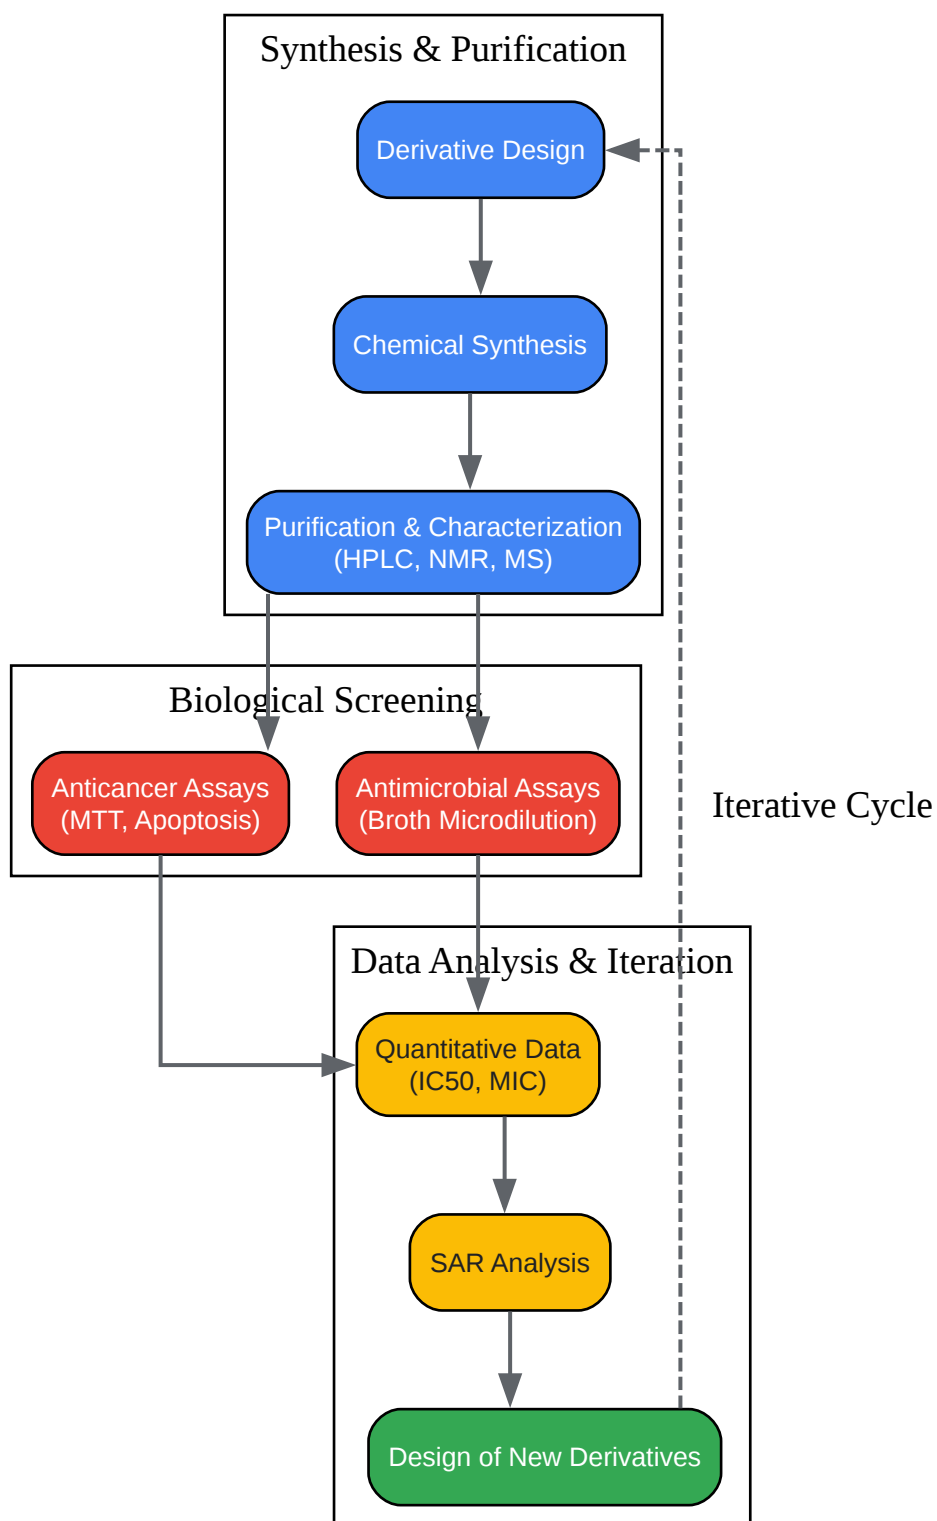 Synthesis & Purification
Derivative Design
Chemical Synthesis
Purification & Characterization
(HPLC, NMR, MS)
Biological Screening
Anticancer Assays
(MTT, Apoptosis)
Antimicrobial Assays
(Broth Microdilution)
Iterative Cycle
Data Analysis & Iteration
Quantitative Data
(IC50, MIC)
SAR Analysis
Design of New Derivatives